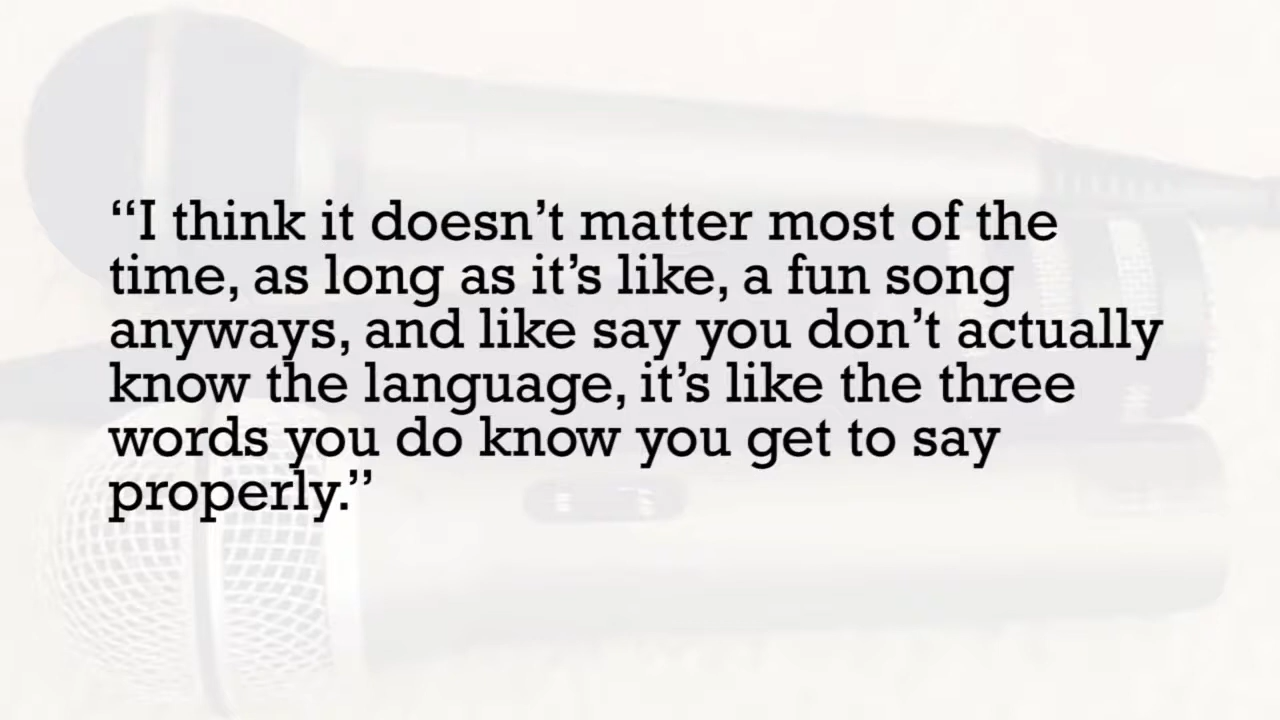 “I think it doesn’t matter most of the
time, as long as it’s like, a fun song
anyways, and like say you don’t actually
know the language, it’s like the three
words you do know you get to say
properly.”